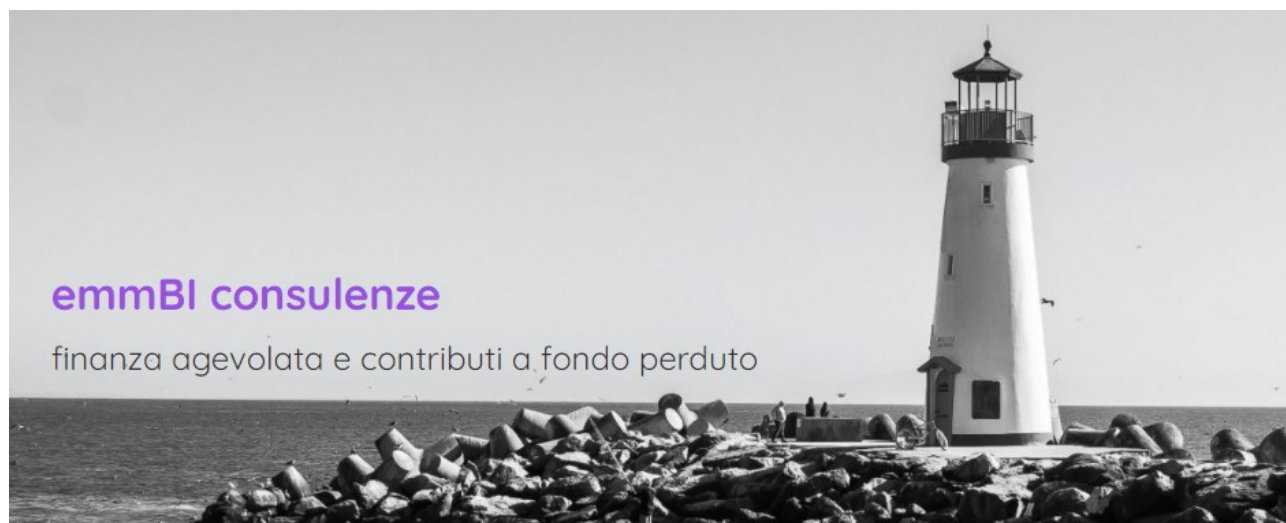 emmBI consulenze
finanza agevolata e contributi a fondo perduto